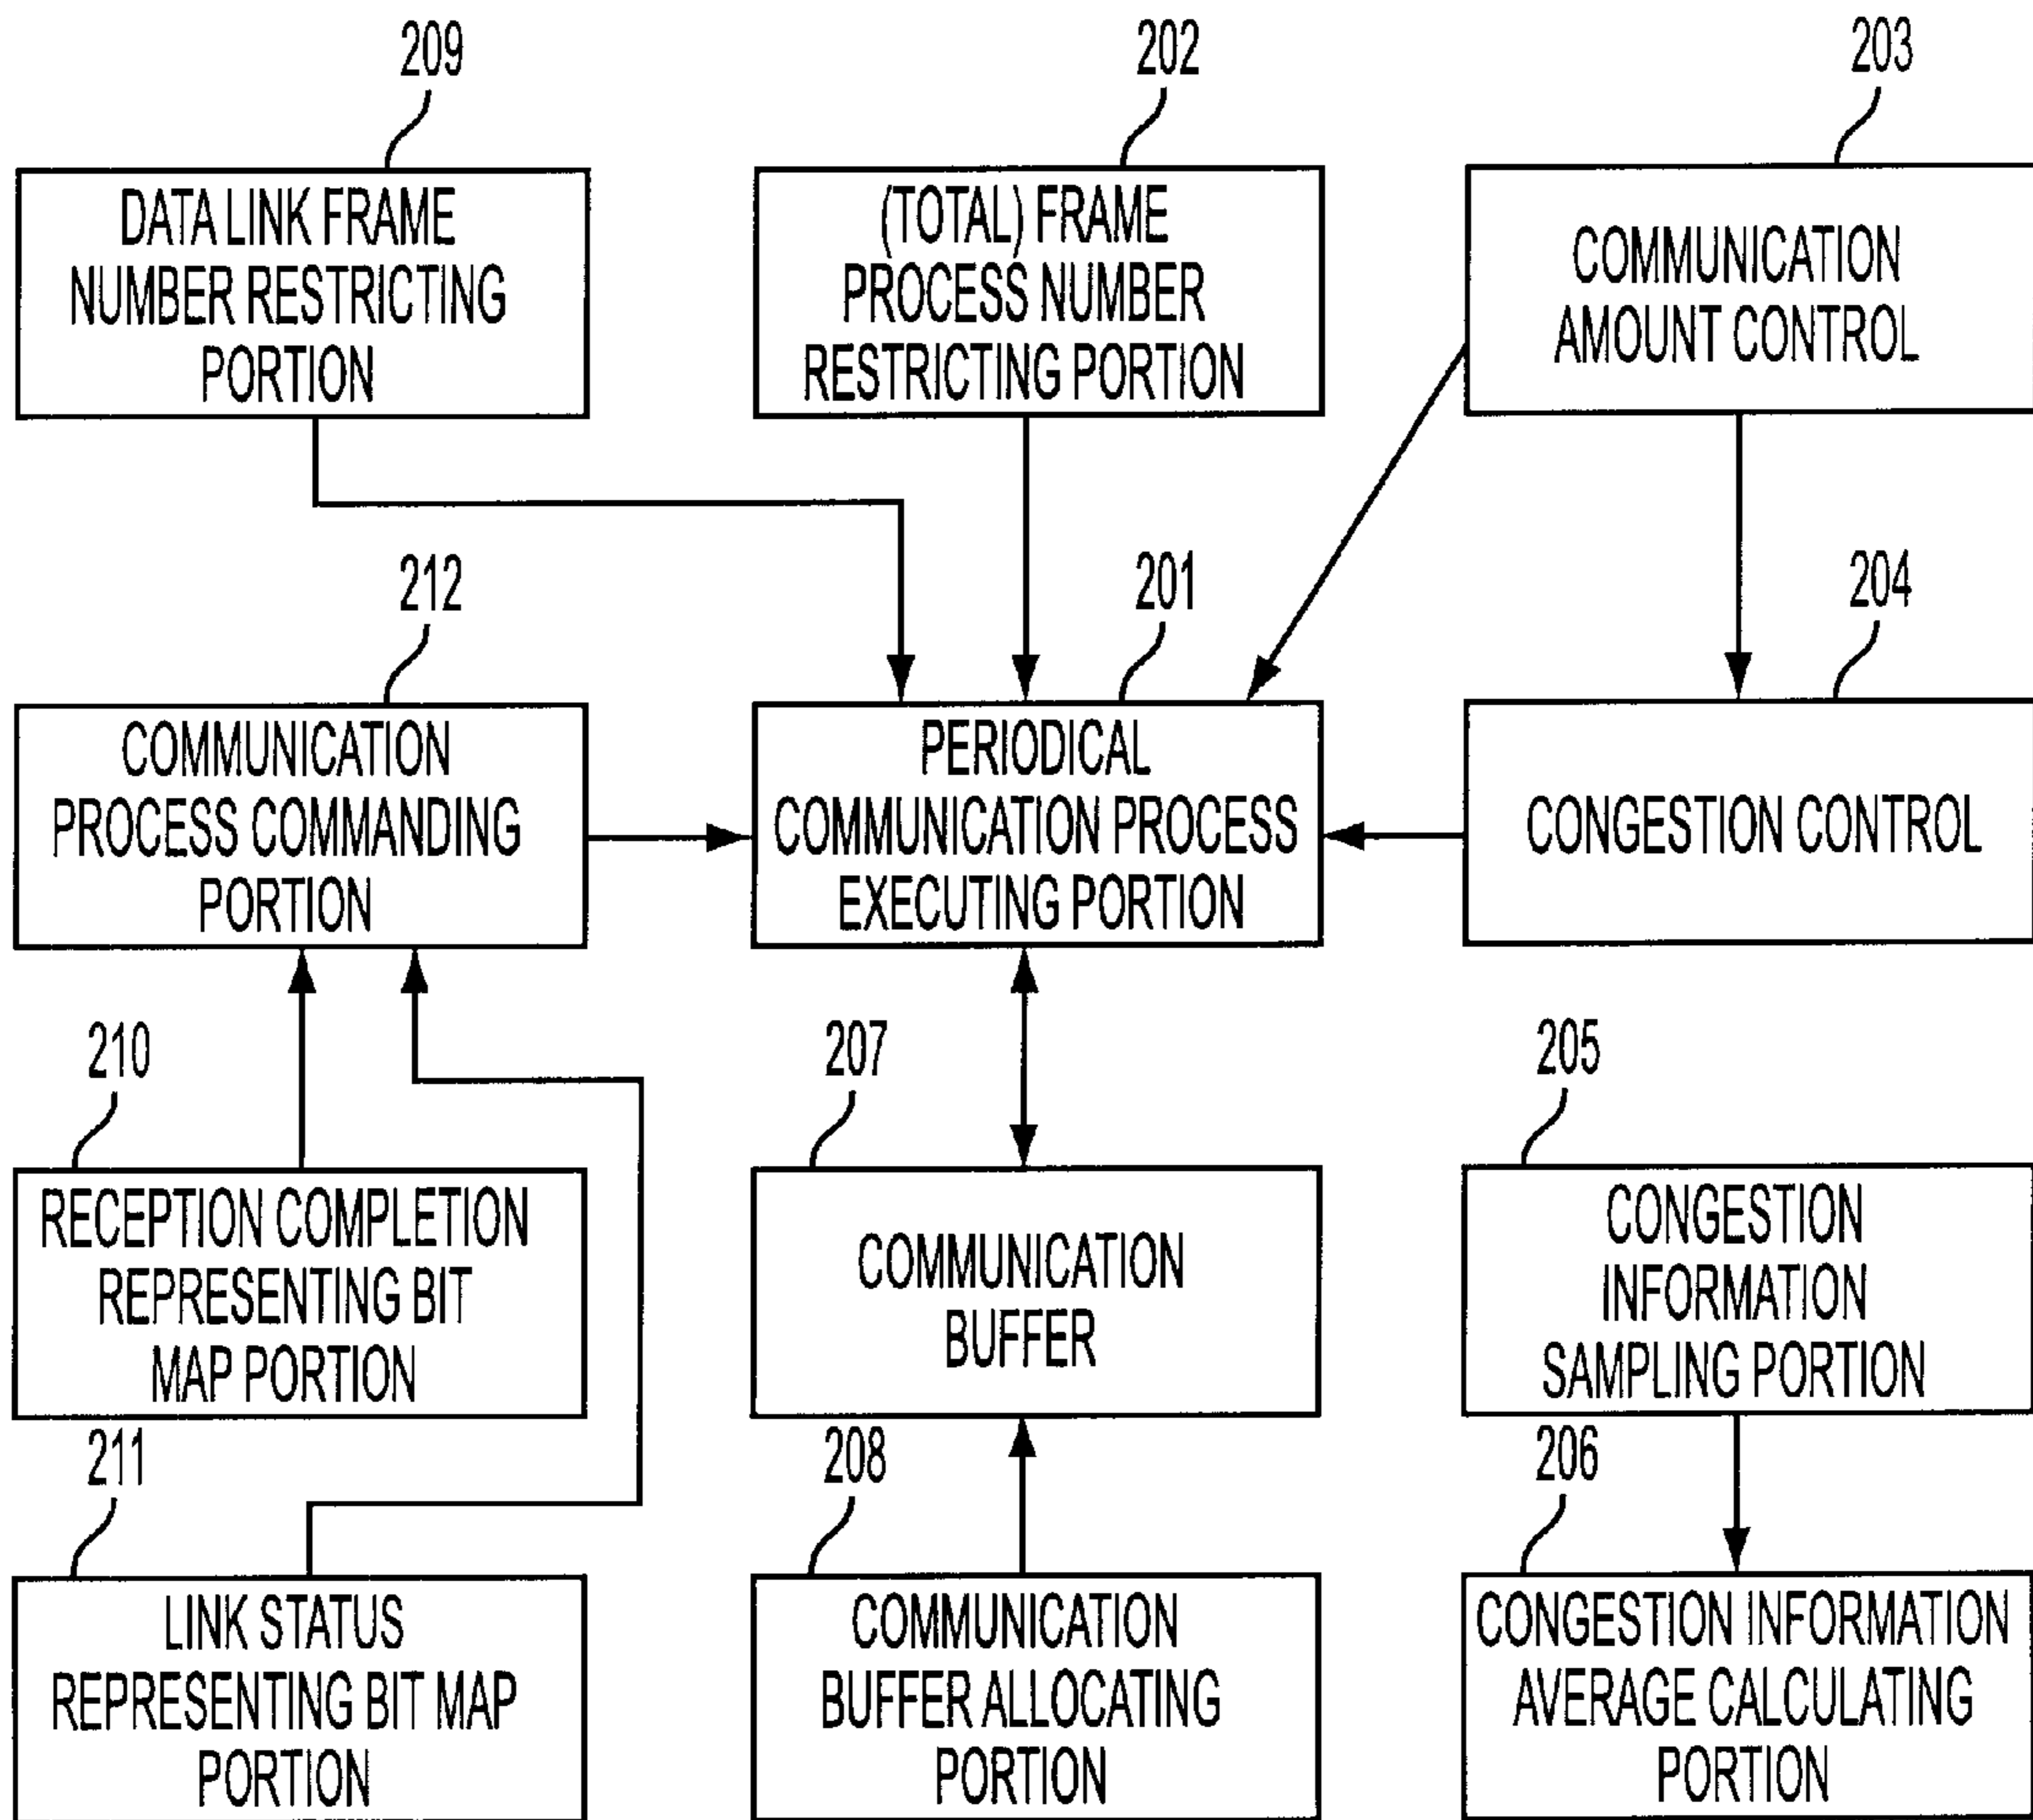 209
202
203
DATA LINK FRAME
NUMBER RESTRICTING
PORTION
(TOTAL) FRAME
PROCESS NUMBER
RESTRICTING PORTION
COMMUNICATION
AMOUNT CONTROL
212
201
204
COMMUNICATION
PROCESS COMMANDING
PORTION
PERIODICAL
COMMUNICATION PROCESS
EXECUTING PORTION
CONGESTION CONTROL
210
207
205
RECEPTION COMPLETION
REPRESENTING BIT
MAP PORTION
COMMUNICATION
BUFFER
CONGESTION
INFORMATION
SAMPLING PORTION
211
208
206
LINK STATUS
REPRESENTING BIT MAP
PORTION
COMMUNICATION
BUFFER ALLOCATING
PORTION
CONGESTION INFORMATION
AVERAGE CALCULATING
PORTION